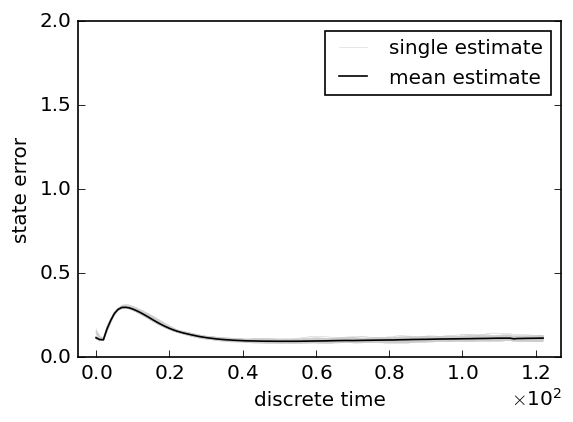 2.0
single estimate
mean estimate
1.5
state error
1.0
0.5
0.0
0.0 0.2 0.4 0.6 0.8 1.0 1.2
discrete time ×10²